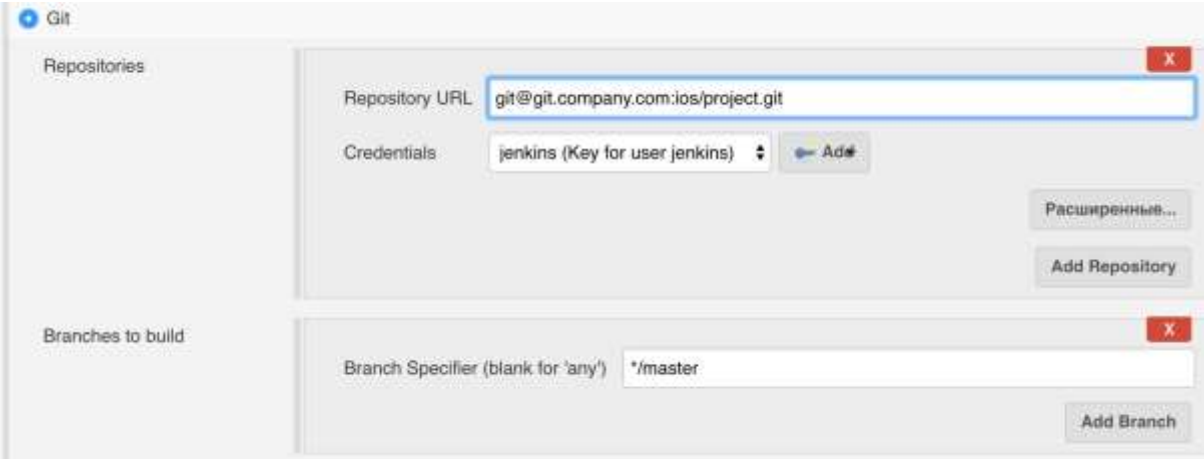 Git
Repositories
X
Repository URL git@git.company.com:ios/project.git
Credentials jenkins (Key for user jenkins) Add
Расширенные...
Add Repository
Branches to build
X
Branch Specifier (blank for 'any') */master
Add Branch